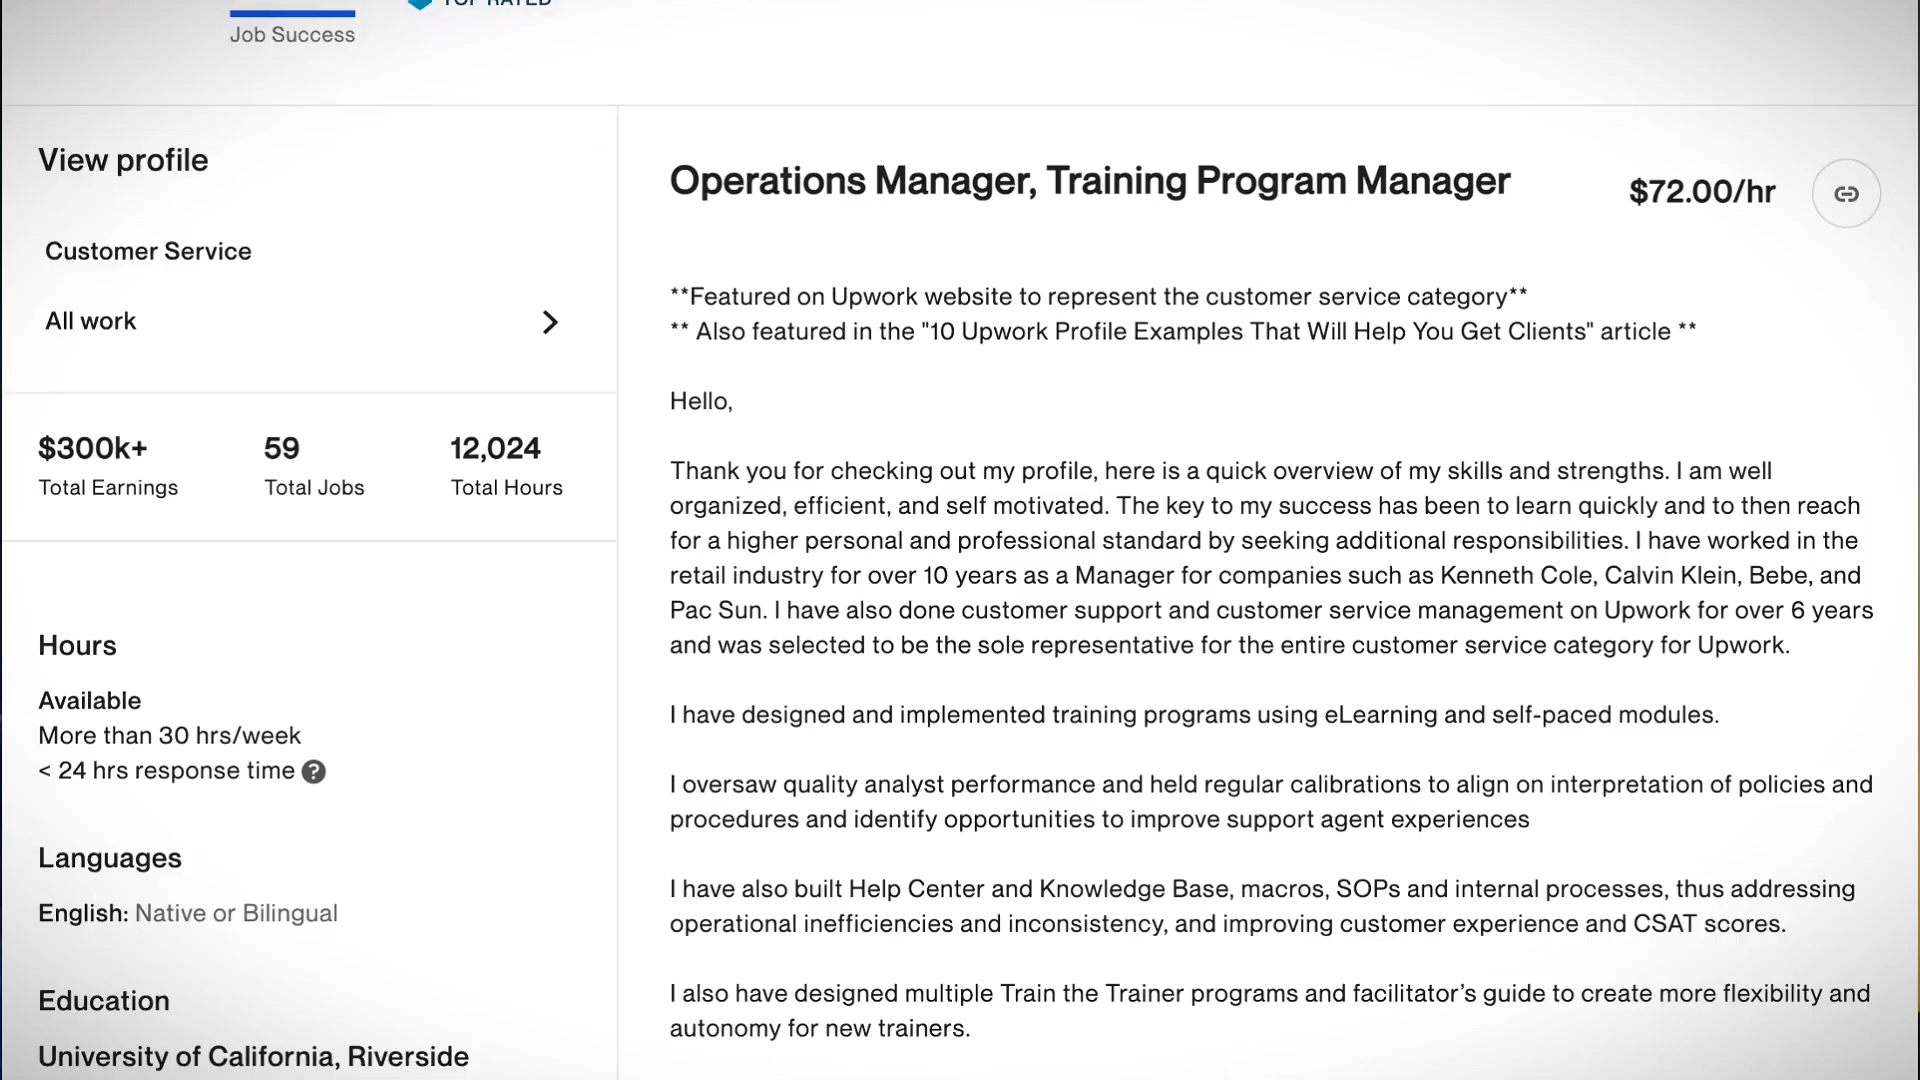 TOP RATED
Job Success
View profile
Customer Service
All work
$300k+
Total Earnings
59
Total Jobs
12,024
Total Hours
Hours
Available
More than 30 hrs/week
< 24 hrs response time ?
Languages
English: Native or Bilingual
Education
University of California, Riverside
Operations Manager, Training Program Manager
$72.00/hr
**Featured on Upwork website to represent the customer service category**
** Also featured in the "10 Upwork Profile Examples That Will Help You Get Clients" article **
Hello,
Thank you for checking out my profile, here is a quick overview of my skills and strengths. I am well
organized, efficient, and self motivated. The key to my success has been to learn quickly and to then reach
for a higher personal and professional standard by seeking additional responsibilities. I have worked in the
retail industry for over 10 years as a Manager for companies such as Kenneth Cole, Calvin Klein, Bebe, and
Pac Sun. I have also done customer support and customer service management on Upwork for over 6 years
and was selected to be the sole representative for the entire customer service category for Upwork.
I have designed and implemented training programs using eLearning and self-paced modules.
I oversaw quality analyst performance and held regular calibrations to align on interpretation of policies and
procedures and identify opportunities to improve support agent experiences
I have also built Help Center and Knowledge Base, macros, SOPs and internal processes, thus addressing
operational inefficiencies and inconsistency, and improving customer experience and CSAT scores.
I also have designed multiple Train the Trainer programs and facilitator’s guide to create more flexibility and
autonomy for new trainers.